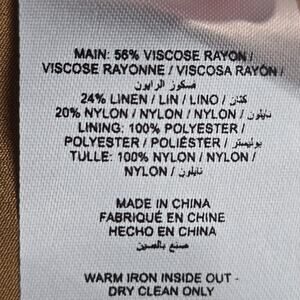 MAIN: 56% VISCOSE RAYON /
VISCOSE RAYONNE / VISCOSA RAYÓN /
فسكوز الرايون
24% LINEN / LIN / LINO / كتان /
20% NYLON / NYLON / NYLON / نايلون /
LINING: 100% POLYESTER /
POLYESTER / POLIÉSTER / بوليستر /
TULLE: 100% NYLON / NYLON /
NYLON / نايلون /
MADE IN CHINA
FABRIQUÉ EN CHINE
HECHO EN CHINA
صنع بالصين
WARM IRON INSIDE OUT -
DRY CLEAN ONLY